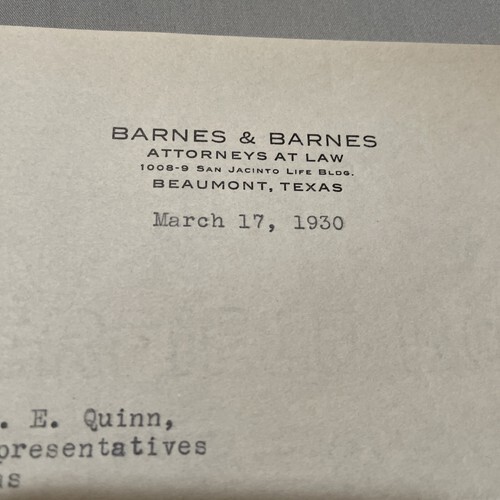 BARNES & BARNES
ATTORNEYS AT LAW
1008-9 SAN JACINTO LIFE BLDG.
BEAUMONT, TEXAS
March 17, 1930
. E. Quinn,
presentatives
as